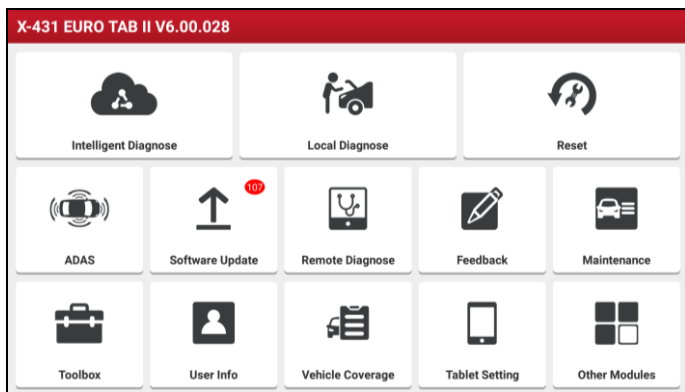 X-431 EURO TAB II V6.00.028
Intelligent Diagnose
Local Diagnose
Reset
107
ADAS
Software Update
Remote Diagnose
Feedback
Maintenance
Toolbox
User Info
Vehicle Coverage
Tablet Setting
Other Modules